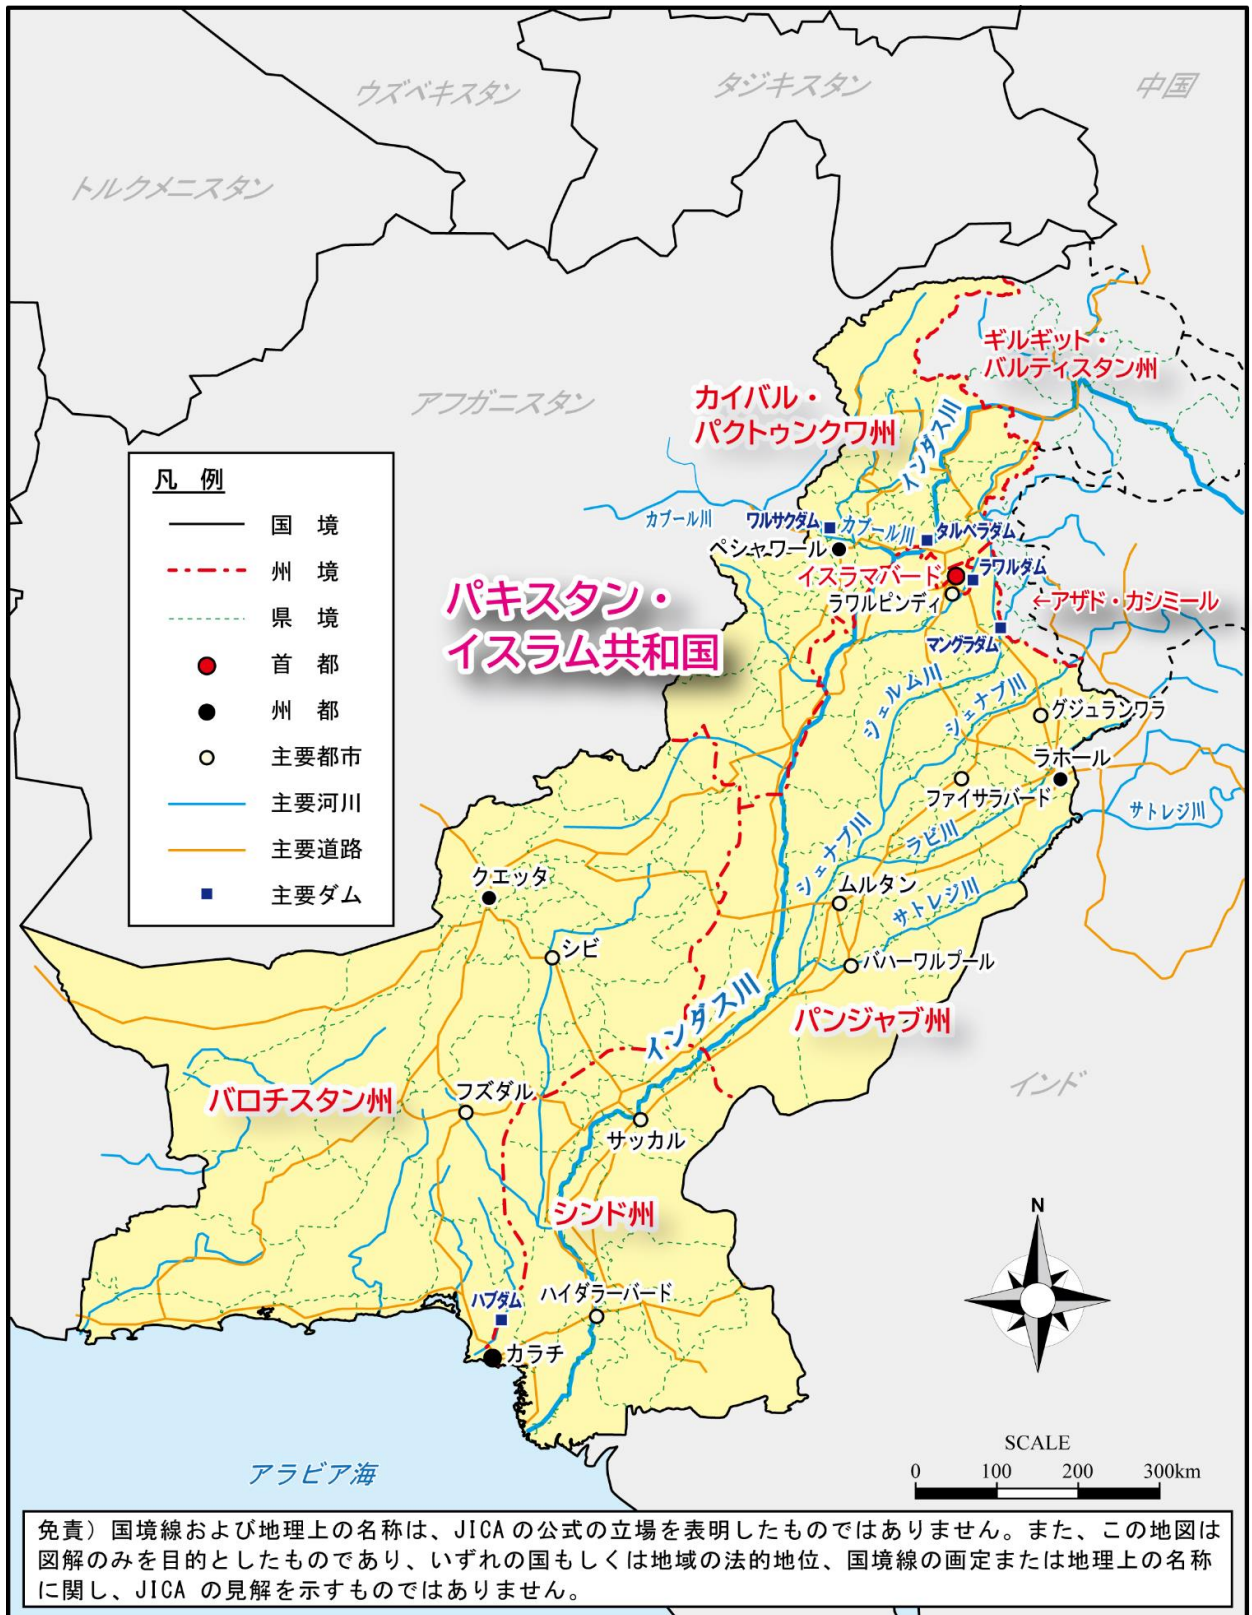 ウズベキスタン
タジキスタン
中国
トルクメニスタン
アフガニスタン
ギルギット・
バルティスタン州
カイバル・
パクトゥンクワ州
インダス川
凡 例
国 境
州 境
県 境
首 都
州 都
主要都市
主要河川
主要道路
主要ダム
カブール川
ワルサクダム
カブール川
タルベラダム
ペシャワール
イスラマバード
ラワルダム
ラワルピンディ
←アザド・カシミール
パキスタン・
イスラム共和国
マングラダム
ジェルム川
シェナブ川
グジュランワラ
ラホール
ファイサラバード
サトレジ川
シェナブ川
ラビ川
クエッタ
ムルタン
サトレジ川
シビ
バハーワルプール
インダス川
パンジャブ州
インド
バロチスタン州
フズダル
サッカル
シンド州
N
ハブダム
ハイダラーバード
カラチ
アラビア海
SCALE
0 100 200 300km
免責）国境線および地理上の名称は、JICAの公式の立場を表明したものではありません。また、この地図は
図解のみを目的としたものであり、いずれの国もしくは地域の法的地位、国境線の画定または地理上の名称
に関し、JICA の見解を示すものではありません。